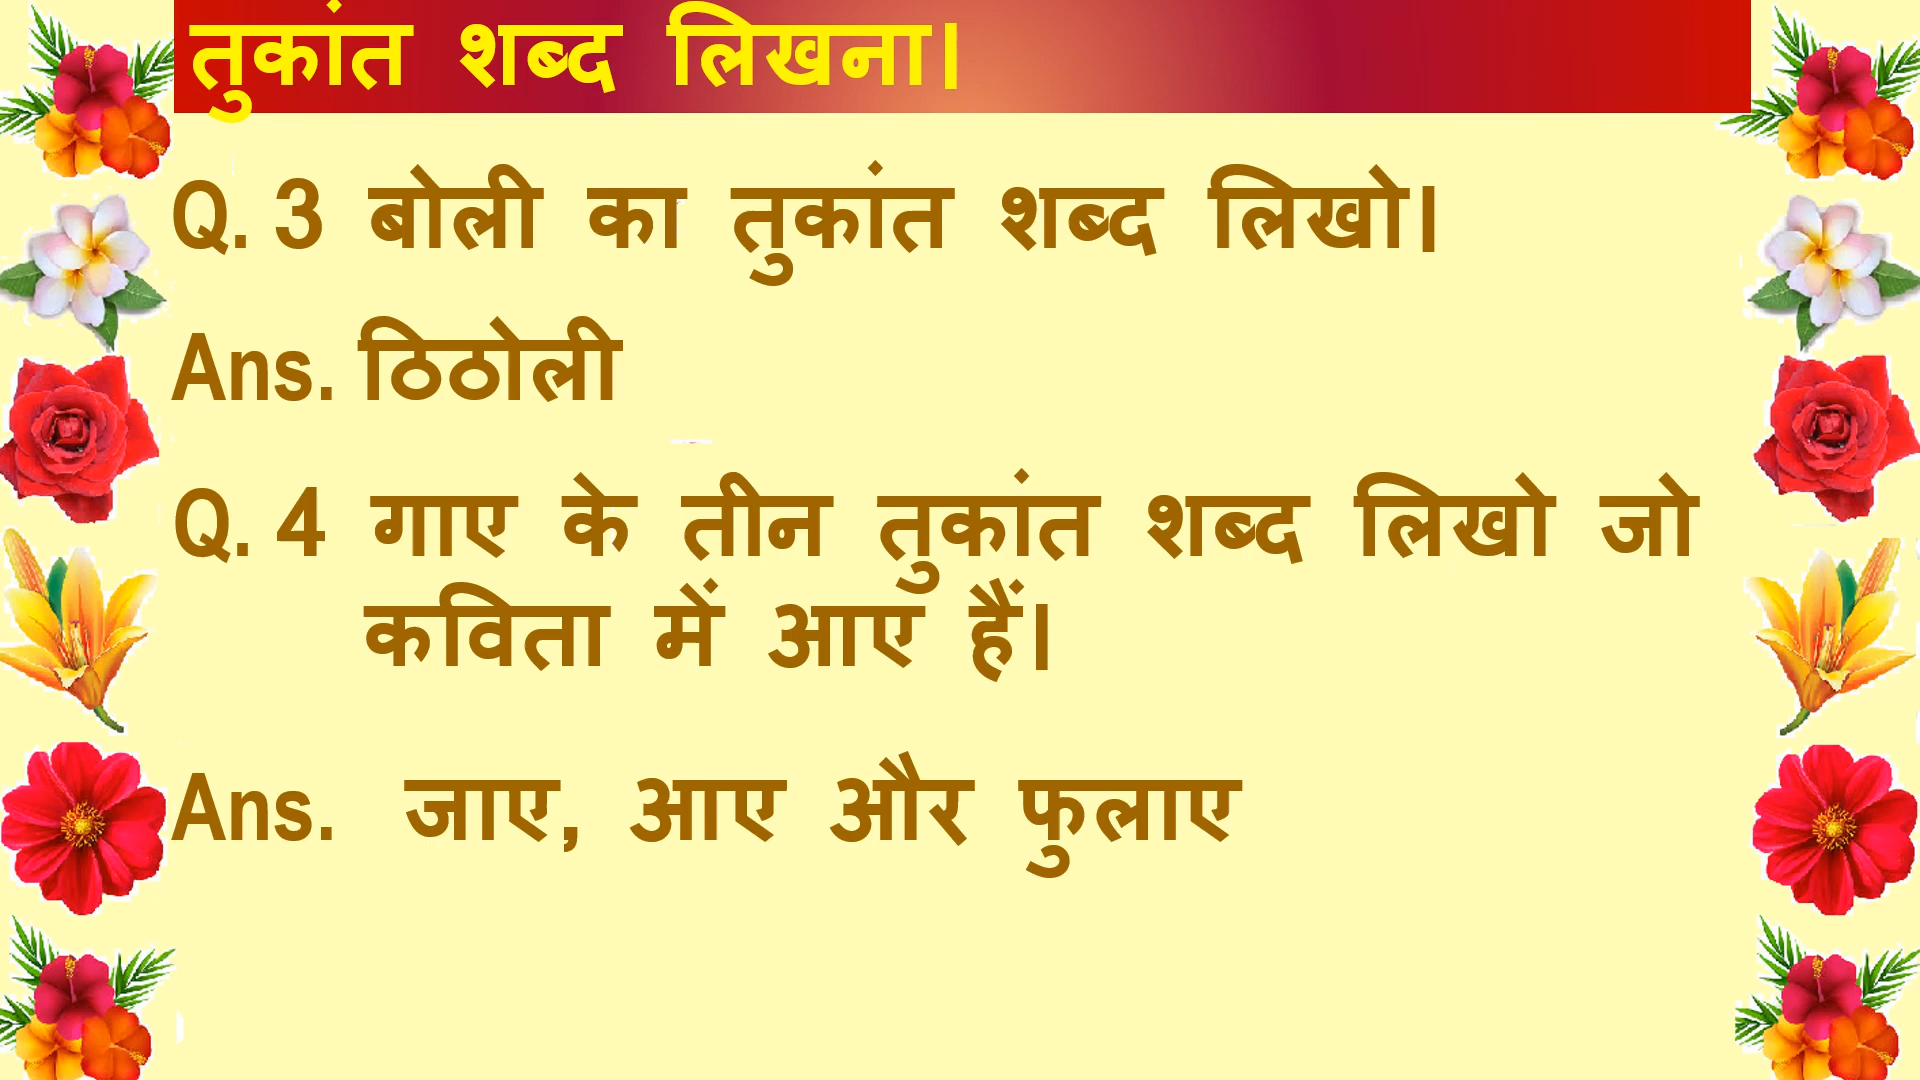 तुकांत शब्द लिखना।
Q. 3 बोली का तुकांत शब्द लिखो।
Ans. ठिठोली
Q. 4 गाए के तीन तुकांत शब्द लिखो जो
कविता में आए हैं।
Ans. जाए, आए और फुलाए